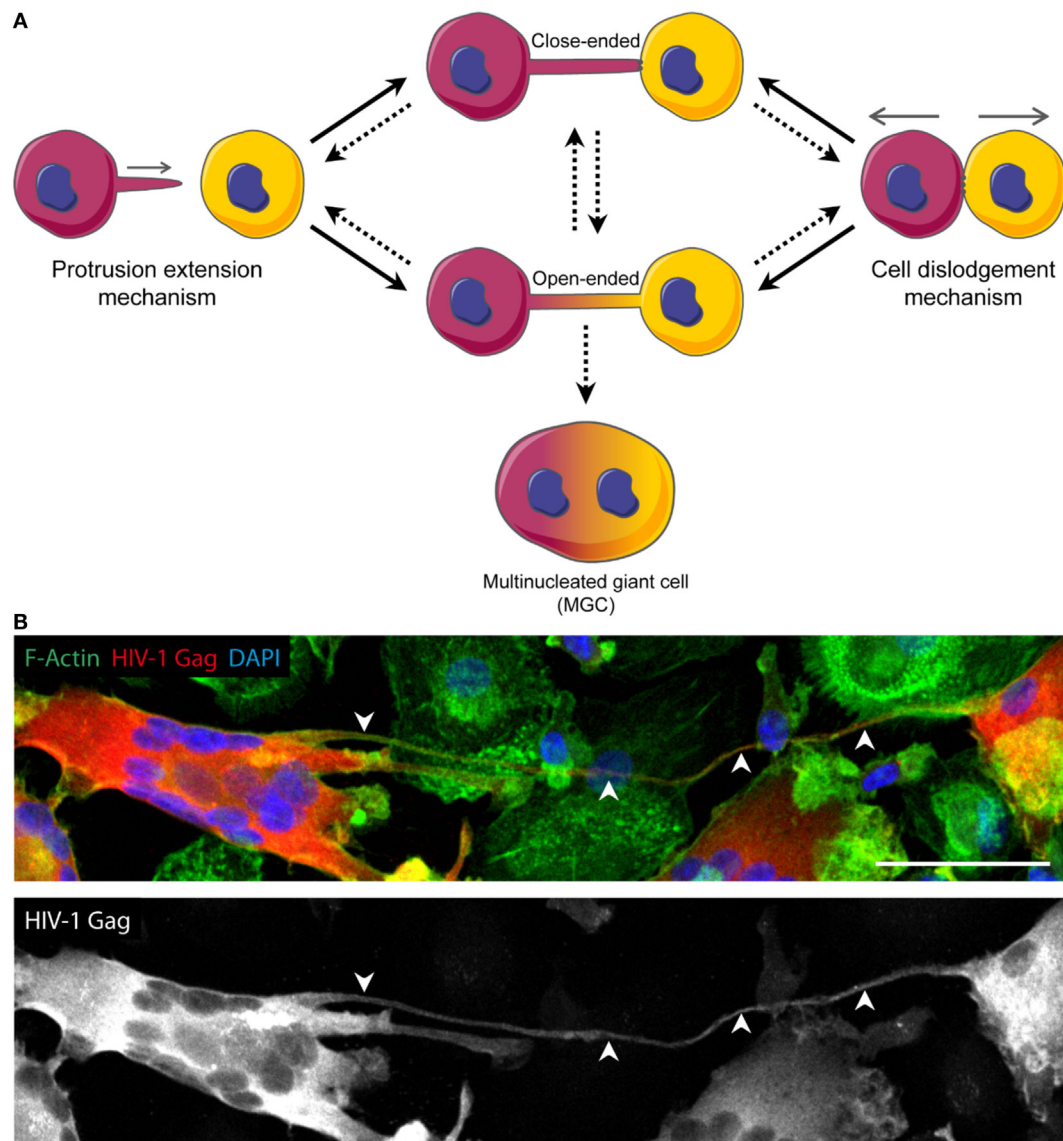 A
Close-ended
Protrusion extension
mechanism
Open-ended
Cell dislodgement
mechanism
Multinucleated giant cell
(MGC)
B
F-Actin HIV-1 Gag DAPI
HIV-1 Gag